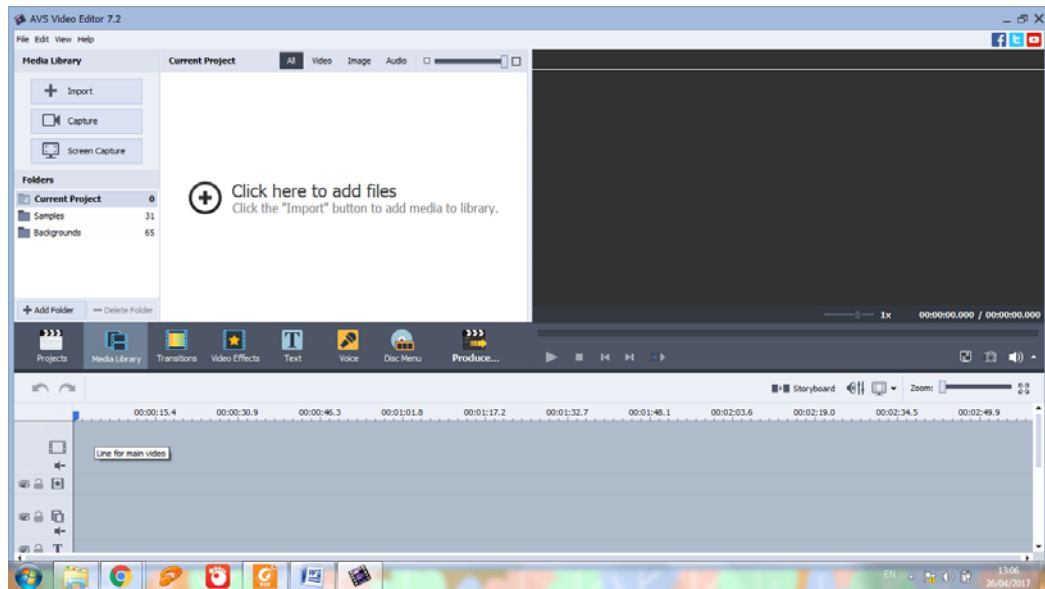 AVS Video Editor 7.2
File Edit View Help
Media Library
Current Project
All Video Image Audio
Import
Capture
Screen Capture
Folders
Current Project 0
Samples 31
Backgrounds 65
Click here to add files
Click the "Import" button to add media to library.
Add Folder
Delete Folder
1x 00:00:00.000 / 00:00:00.000
Projects Media Library Transitions Video Effects Text Voice Disc Menu Produce...
Storyboard Zoom:
00:00:15.4 00:00:30.9 00:00:46.3 00:01:01.8 00:01:17.2 00:01:32.7 00:01:48.1 00:02:03.6 00:02:19.0 00:02:34.5 00:02:49.9
Line for main video
T
EN 13:06
26/04/2017